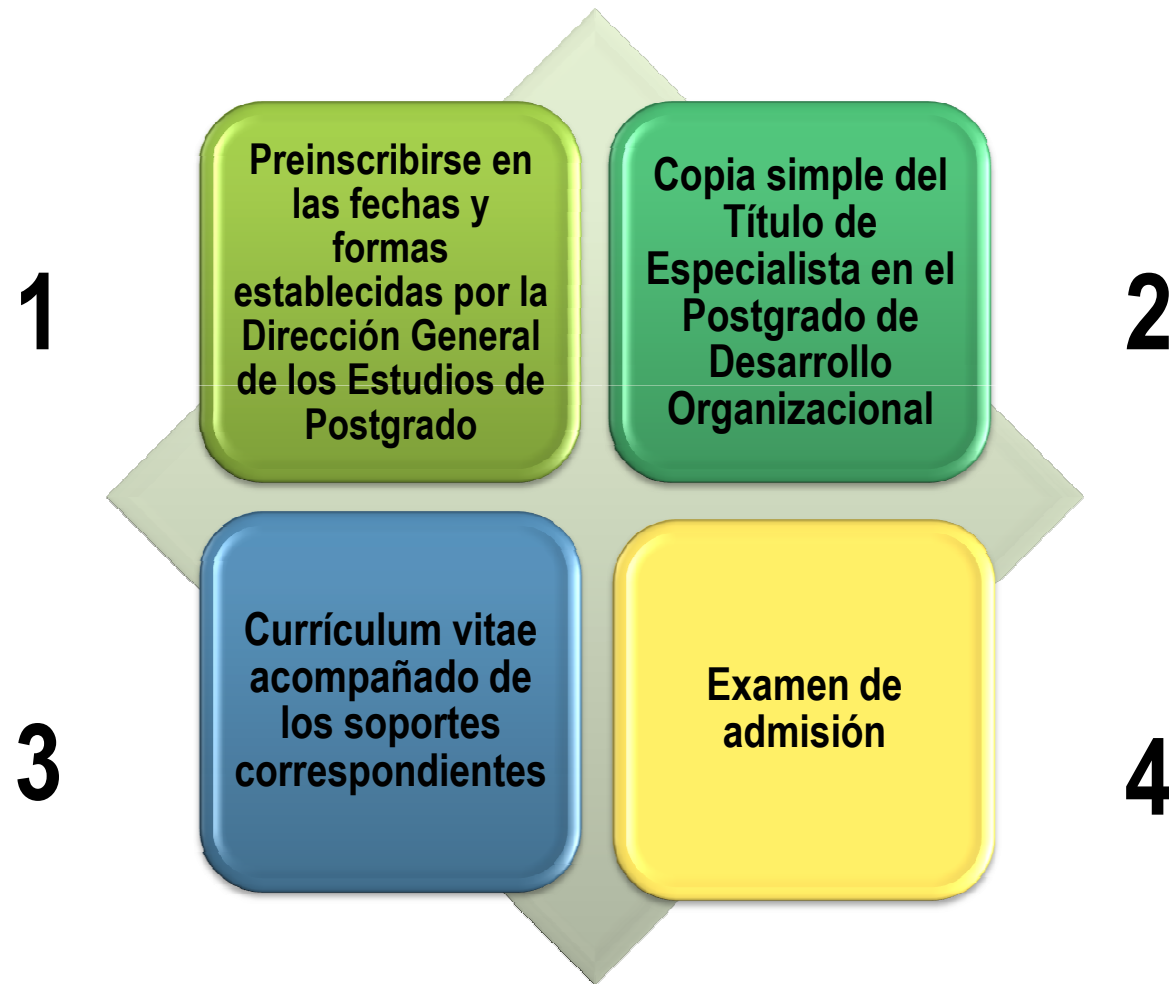 1
Preinscribirse en
las fechas y
formas
establecidas por la
Dirección General
de los Estudios de
Postgrado
2
Copia simple del
Título de
Especialista en el
Postgrado de
Desarrollo
Organizacional
3
Currículum vitae
acompañado de
los soportes
correspondientes
4
Examen de
admisión